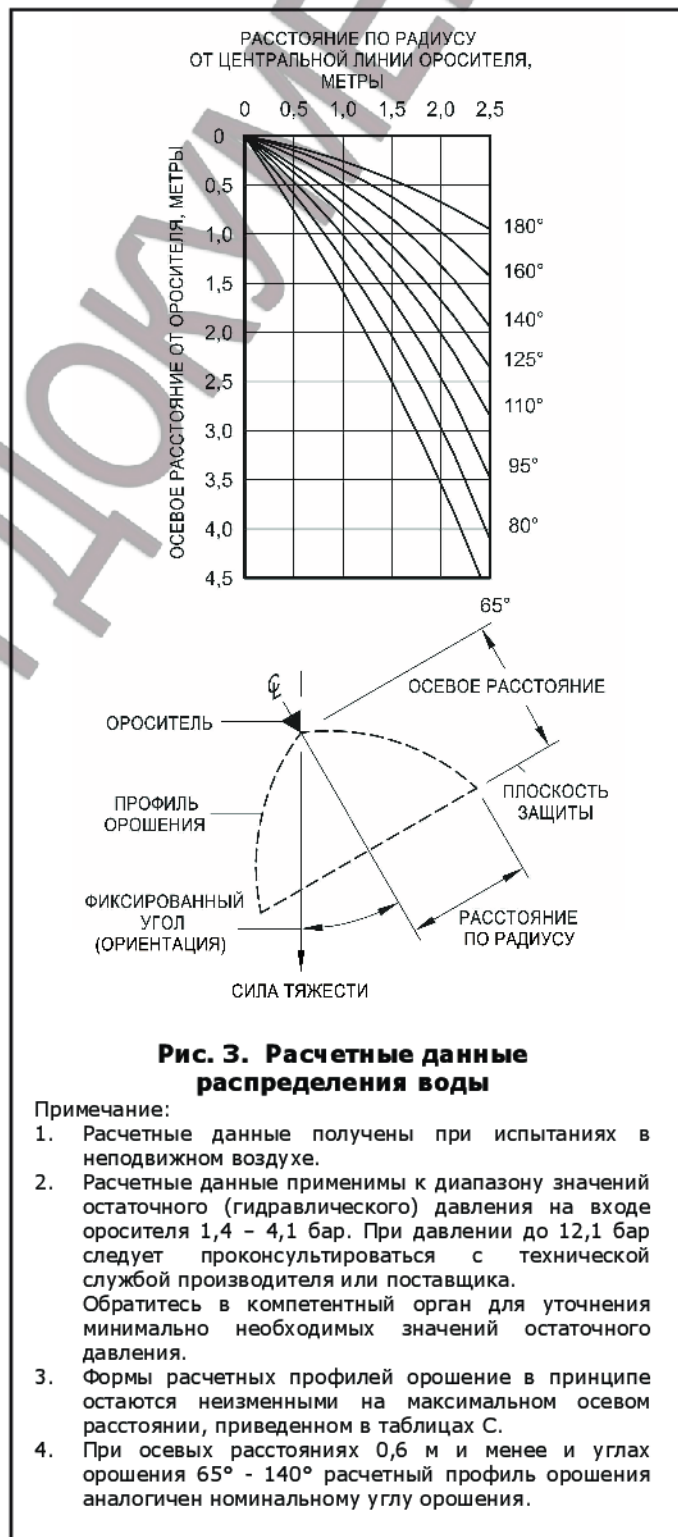 РАССТОЯНИЕ ПО РАДИУСУ
ОТ ЦЕНТРАЛЬНОЙ ЛИНИИ ОРОСИТЕЛЯ,
МЕТРЫ
0 0,5 1,0 1,5 2,0 2,5
ОСЕВОЕ РАССТОЯНИЕ ОТ ОРОСИТЕЛЯ, МЕТРЫ
0
0,5
1,0
1,5
2,0
2,5
3,0
3,5
4,0
4,5
180°
160°
140°
125°
110°
95°
80°
65°
ОСЕВОЕ РАССТОЯНИЕ
ОРОСИТЕЛЬ
ПЛОСКОСТЬ
ЗАЩИТЫ
ПРОФИЛЬ
ОРОШЕНИЯ
ФИКСИРОВАННЫЙ
УГОЛ
(ОРИЕНТАЦИЯ)
РАССТОЯНИЕ
ПО РАДИУСУ
СИЛА ТЯЖЕСТИ
Рис. 3. Расчетные данные
распределения воды
Примечание:
1. Расчетные данные получены при испытаниях в
неподвижном воздухе.
2. Расчетные данные применимы к диапазону значений
остаточного (гидравлического) давления на входе
оросителя 1,4 – 4,1 бар. При давлении до 12,1 бар
следует проконсультироваться с технической
службой производителя или поставщика.
Обратитесь в компетентный орган для уточнения
минимально необходимых значений остаточного
давления.
3. Формы расчетных профилей орошение в принципе
остаются неизменными на максимальном осевом
расстоянии, приведенном в таблицах С.
4. При осевых расстояниях 0,6 м и менее и углах
орошения 65° - 140° расчетный профиль орошения
аналогичен номинальному углу орошения.